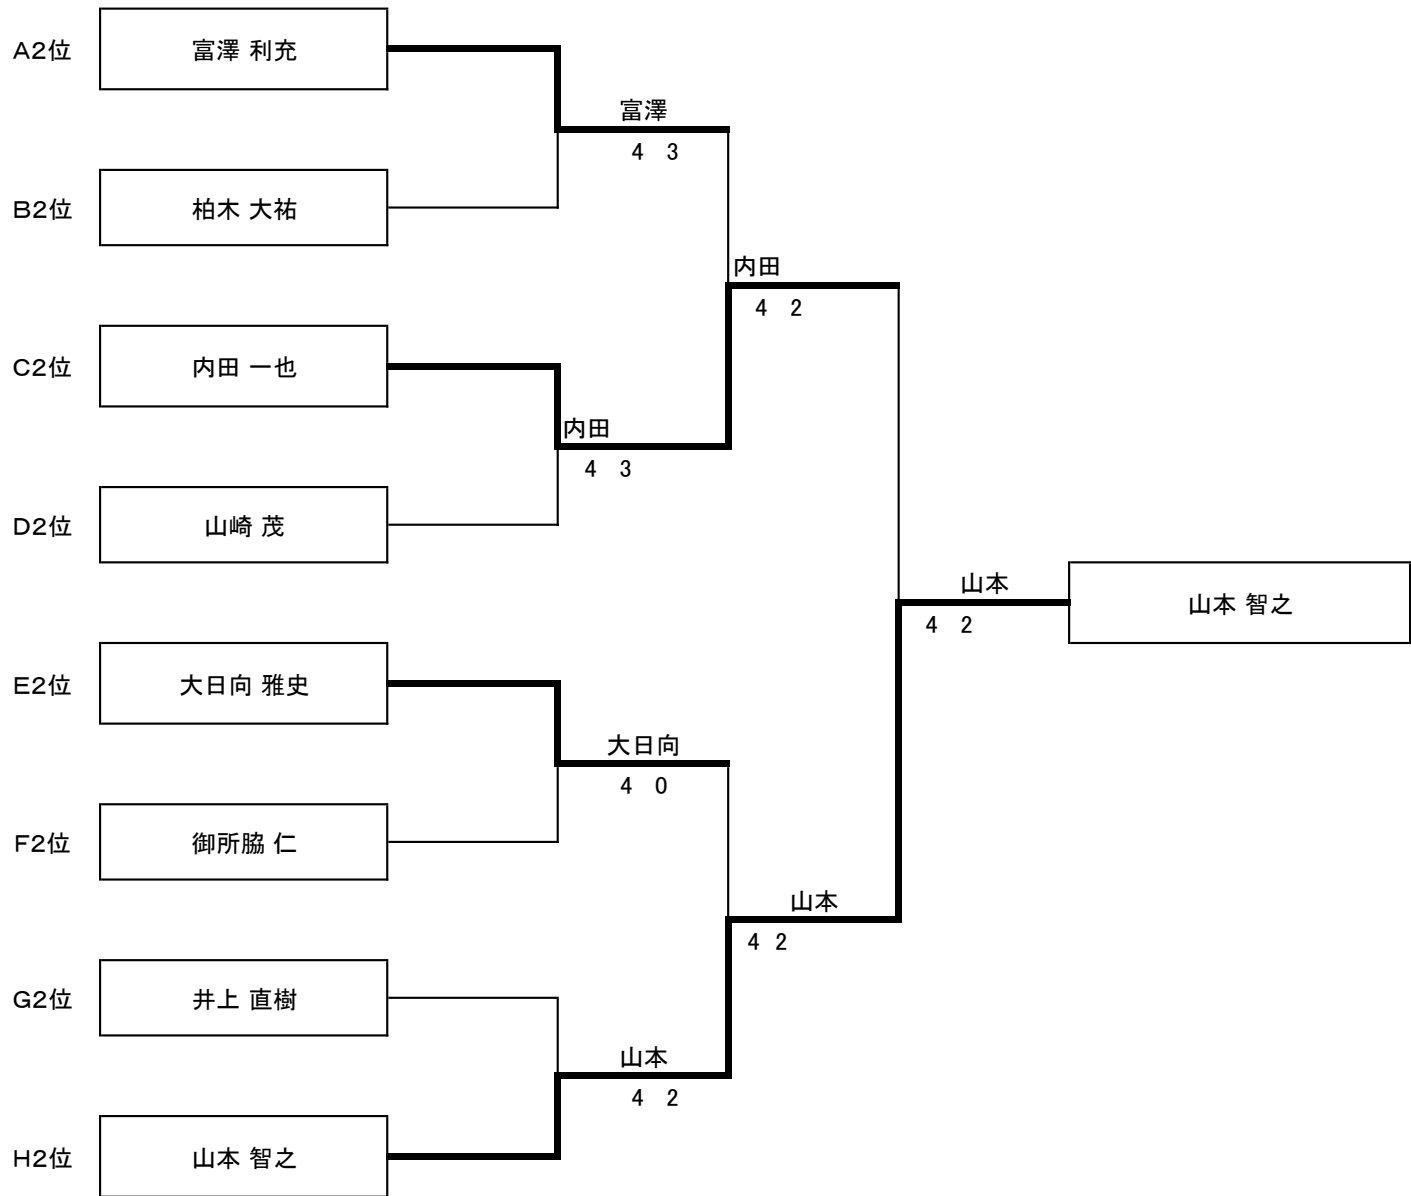 A2位 富澤 利充
富澤
4 3
B2位 柏木 大祐
内田
4 2
C2位 内田 一也
内田
4 3
D2位 山崎 茂
山本
4 2
山本 智之
E2位 大日向 雅史
大日向
4 0
F2位 御所脇 仁
山本
4 2
G2位 井上 直樹
山本
4 2
H2位 山本 智之